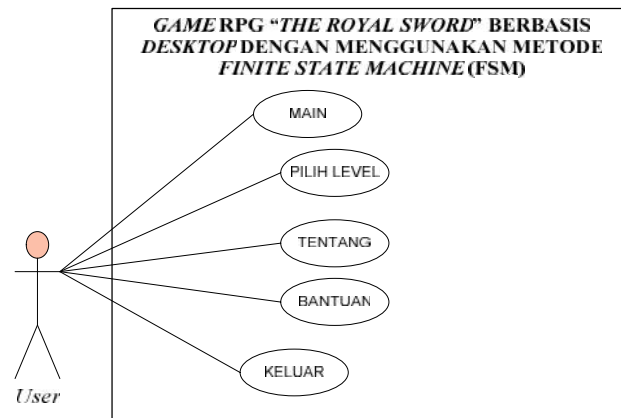 GAME RPG “THE ROYAL SWORD” BERBASIS
DESKTOP DENGAN MENGGUNAKAN METODE
FINITE STATE MACHINE (FSM)
MAIN
PILIH LEVEL
TENTANG
BANTUAN
KELUAR
User